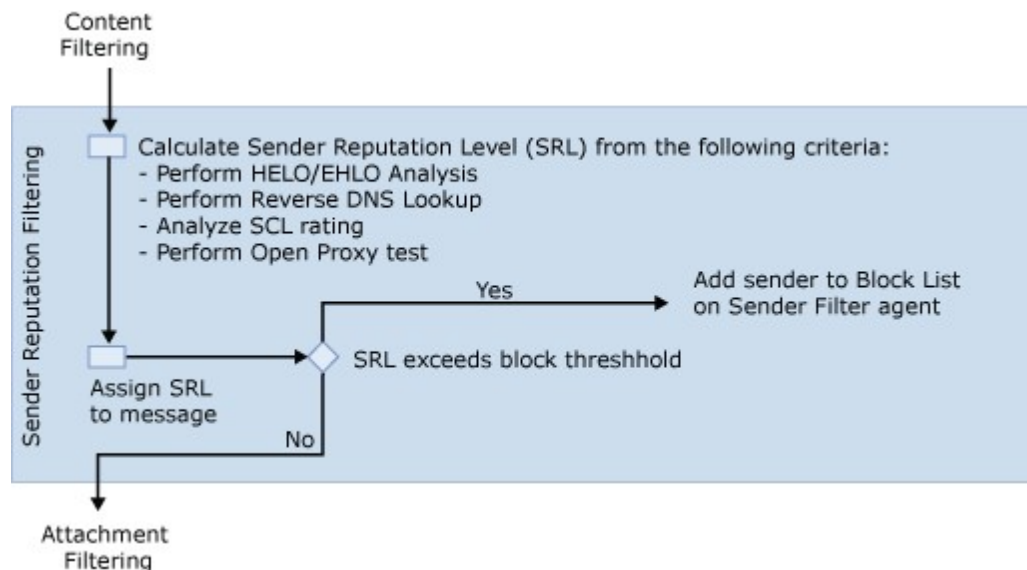 Content
Filtering
Sender Reputation Filtering
Calculate Sender Reputation Level (SRL) from the following criteria:
- Perform HELO/EHLO Analysis
- Perform Reverse DNS Lookup
- Analyze SCL rating
- Perform Open Proxy test
Yes
Add sender to Block List
on Sender Filter agent
SRL exceeds block threshhold
Assign SRL
to message
No
Attachment
Filtering